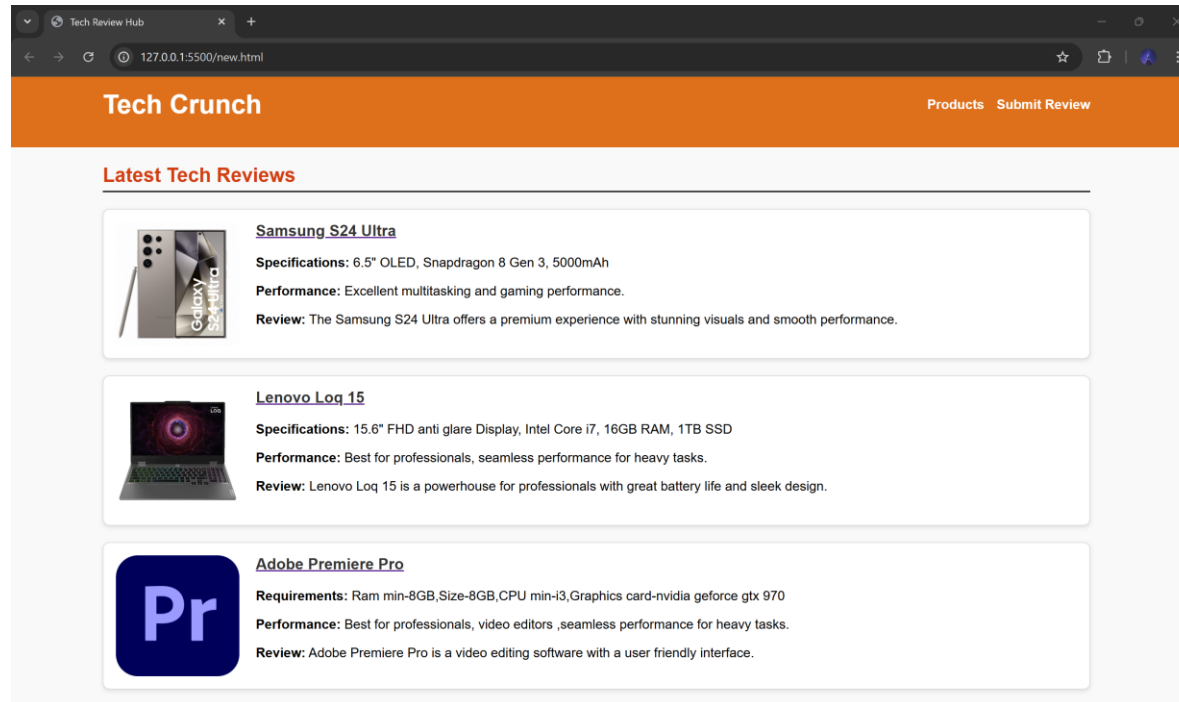 Tech Review Hub
127.0.0.1:5500/new.html
Tech Crunch
Products Submit Review
Latest Tech Reviews
Samsung S24 Ultra
Specifications: 6.5" OLED, Snapdragon 8 Gen 3, 5000mAh
Performance: Excellent multitasking and gaming performance.
Review: The Samsung S24 Ultra offers a premium experience with stunning visuals and smooth performance.
Galaxy
S24 Ultra
Lenovo Loq 15
Specifications: 15.6" FHD anti glare Display, Intel Core i7, 16GB RAM, 1TB SSD
Performance: Best for professionals, seamless performance for heavy tasks.
Review: Lenovo Loq 15 is a powerhouse for professionals with great battery life and sleek design.
LOQ
Adobe Premiere Pro
Requirements: Ram min-8GB,Size-8GB,CPU min-i3,Graphics card-nvidia geforce gtx 970
Performance: Best for professionals, video editors ,seamless performance for heavy tasks.
Review: Adobe Premiere Pro is a video editing software with a user friendly interface.
Pr